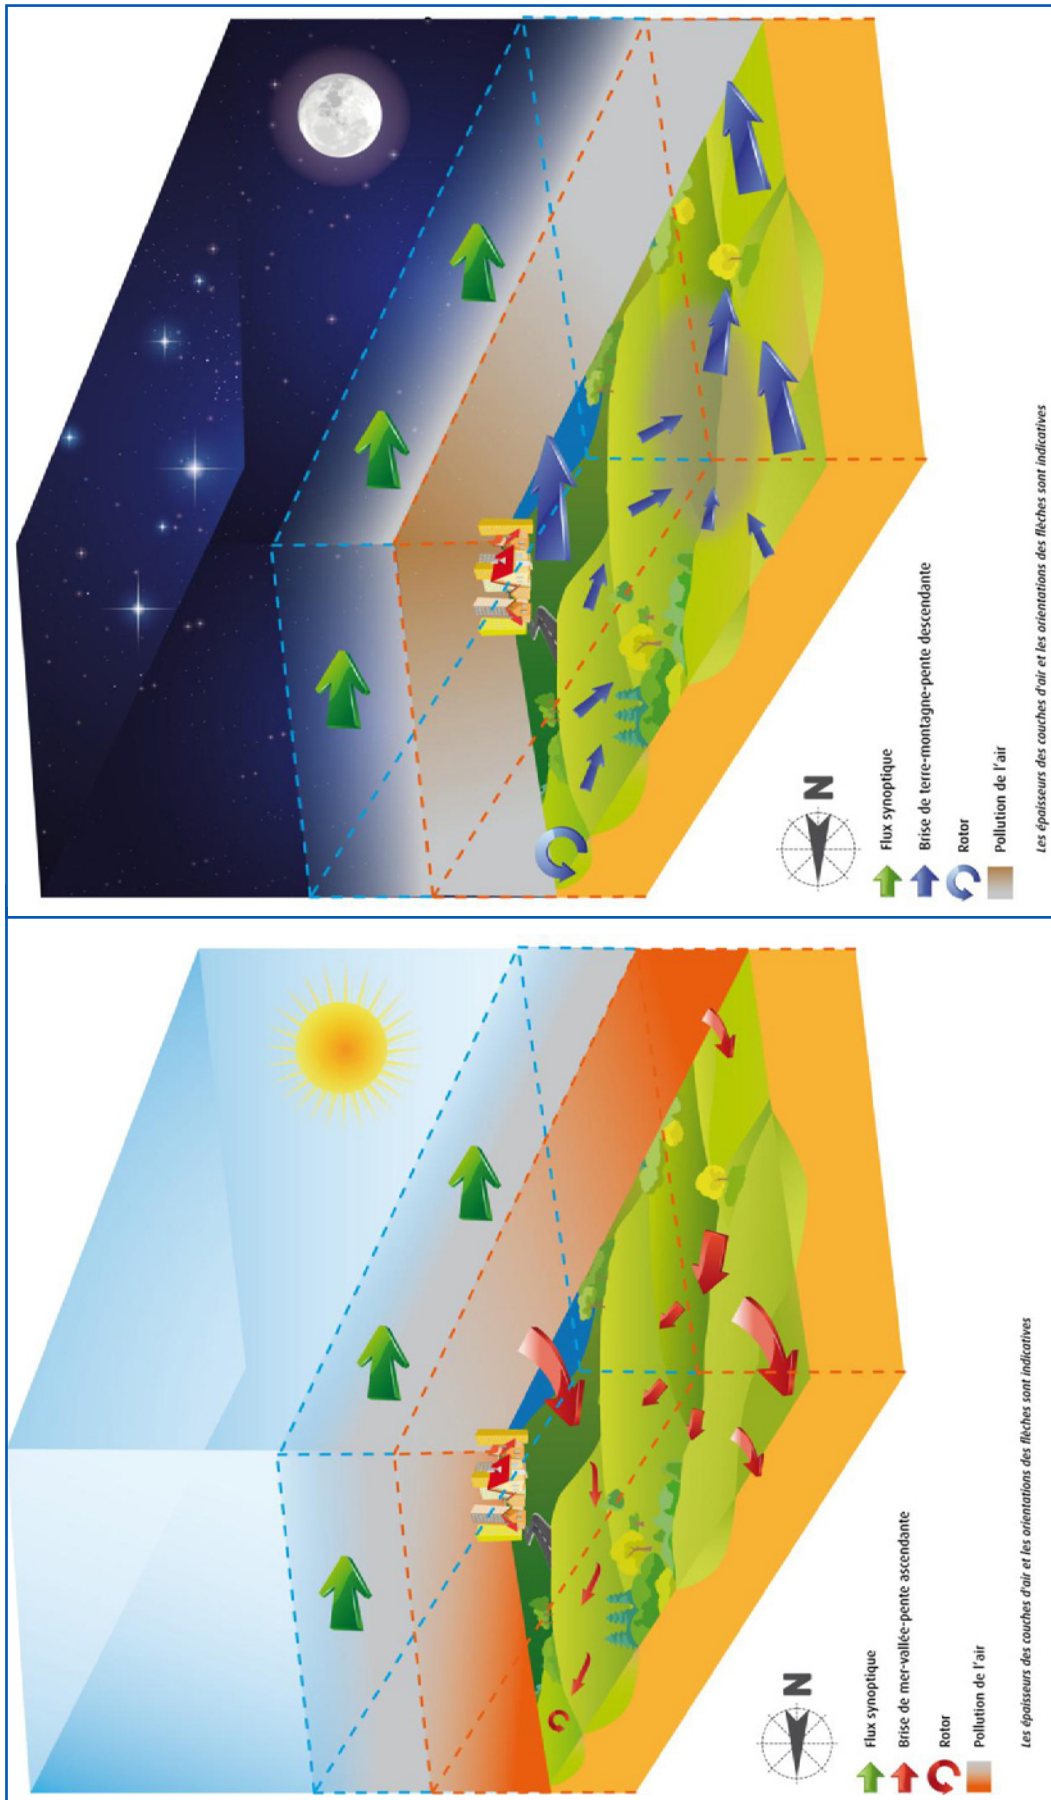 N
Flux synoptique
Brise de terre-montagne-pente descendante
Rotor
Pollution de l'air
Les épaisseurs des couches d'air et les orientations des flèches sont indicatives
N
Flux synoptique
Brise de mer-vallée-pente ascendante
Rotor
Pollution de l'air
Les épaisseurs des couches d'air et les orientations des flèches sont indicatives